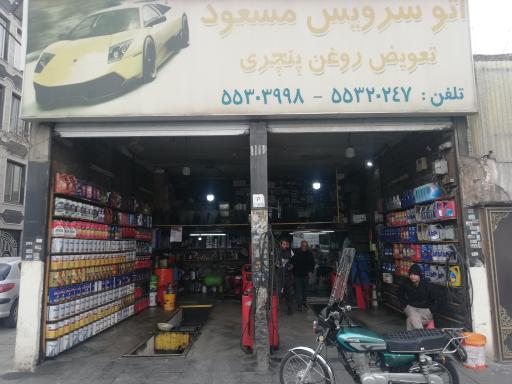 اتو سرویس مسعود
تعویض روغن پنچری
تلفن : ۵۵۳۲۰۲۴۷ - ۵۵۳۰۳۹۹۸